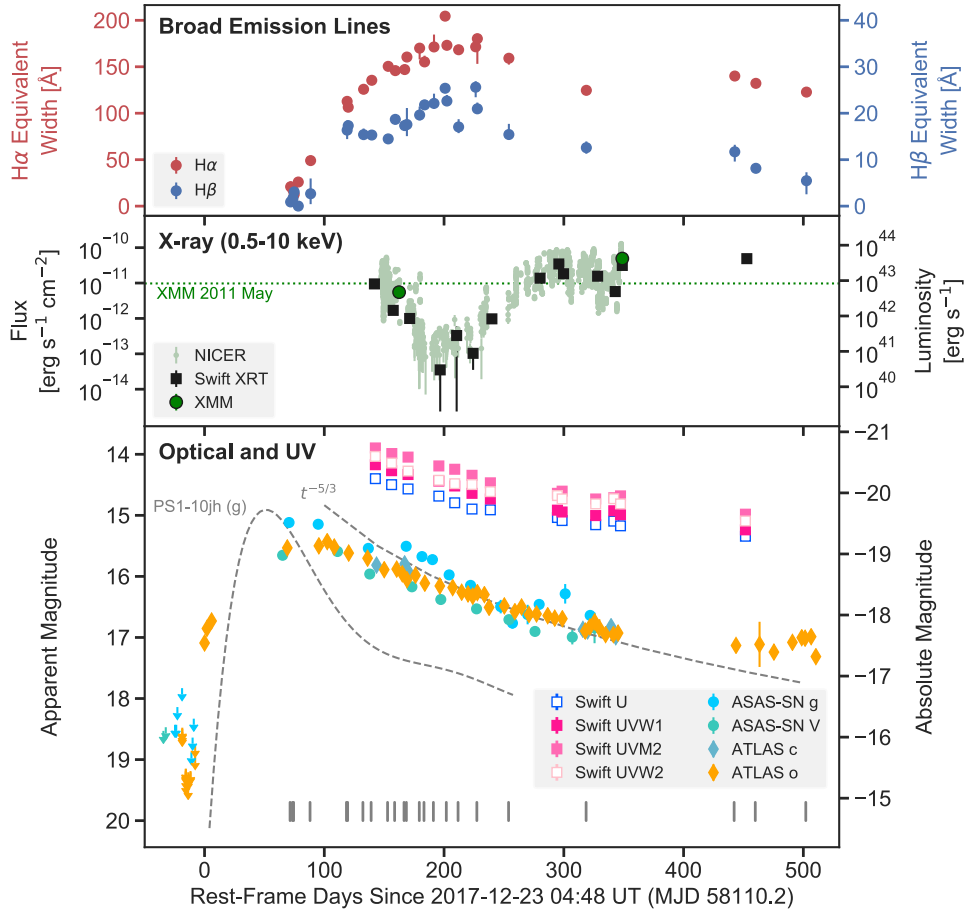 Broad Emission Lines
Hα Equivalent
Width [Å]
200
150
100
50
0
Hα
Hβ
40
30
20
10
0
Hβ Equivalent
Width [Å]
X-ray (0.5-10 keV)
Flux
[erg s⁻¹ cm⁻²]
10⁻¹⁰
10⁻¹¹
10⁻¹²
10⁻¹³
10⁻¹⁴
XMM 2011 May
NICER
Swift XRT
XMM
10⁴⁴
10⁴³
10⁴²
10⁴¹
10⁴⁰
Luminosity
[erg s⁻¹]
Optical and UV
Apparent Magnitude
14
15
16
17
18
19
20
PS1-10jh (g)
t⁻⁵/³
Swift U
Swift UVW1
Swift UVM2
Swift UVW2
ASAS-SN g
ASAS-SN V
ATLAS c
ATLAS o
−21
−20
−19
−18
−17
−16
−15
Absolute Magnitude
0 100 200 300 400 500
Rest-Frame Days Since 2017-12-23 04:48 UT (MJD 58110.2)